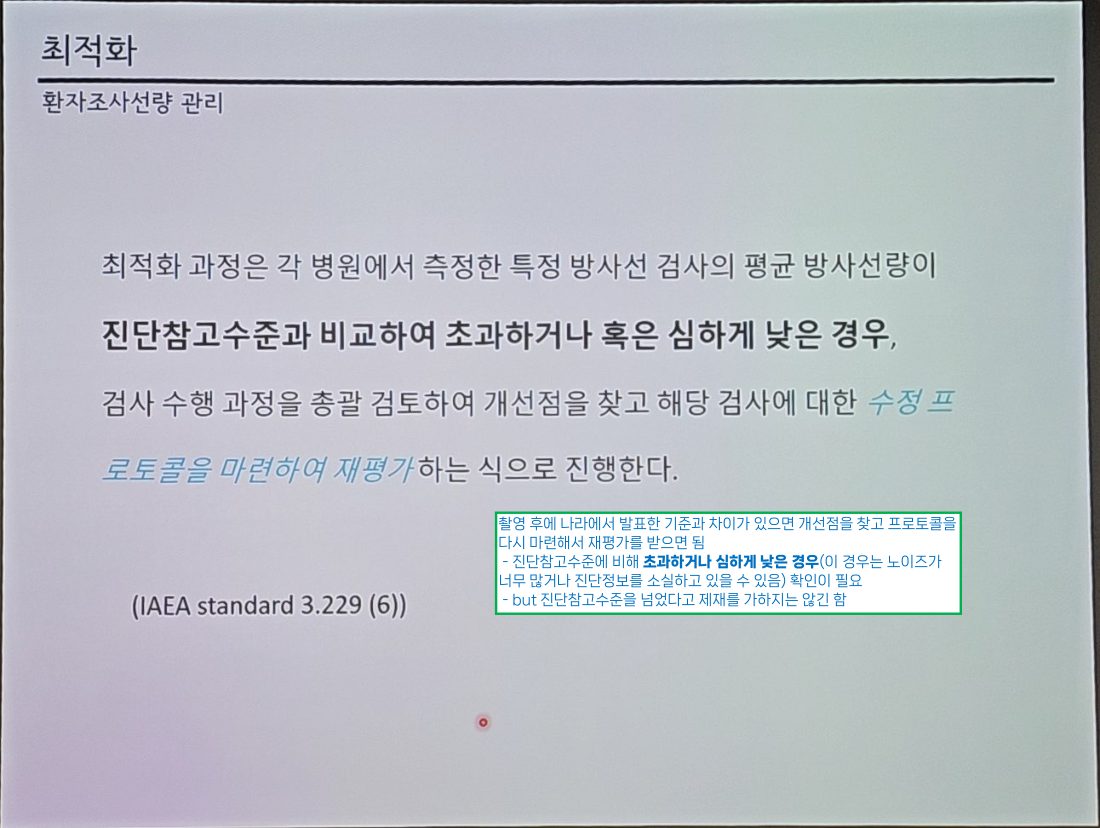 최적화
환자조사선량 관리
최적화 과정은 각 병원에서 측정한 특정 방사선 검사의 평균 방사선량이
진단참고수준과 비교하여 초과하거나 혹은 심하게 낮은 경우,
검사 수행 과정을 총괄 검토하여 개선점을 찾고 해당 검사에 대한 수정 프
로토콜을 마련하여 재평가하는 식으로 진행한다.
촬영 후에 나라에서 발표한 기준과 차이가 있으면 개선점을 찾고 프로토콜을
다시 마련해서 재평가를 받으면 됨
- 진단참고수준에 비해 초과하거나 심하게 낮은 경우(이 경우는 노이즈가
너무 많거나 진단정보를 소실하고 있을 수 있음) 확인이 필요
- but 진단참고수준을 넘었다고 제재를 가하지는 않긴 함
(IAEA standard 3.229 (6))